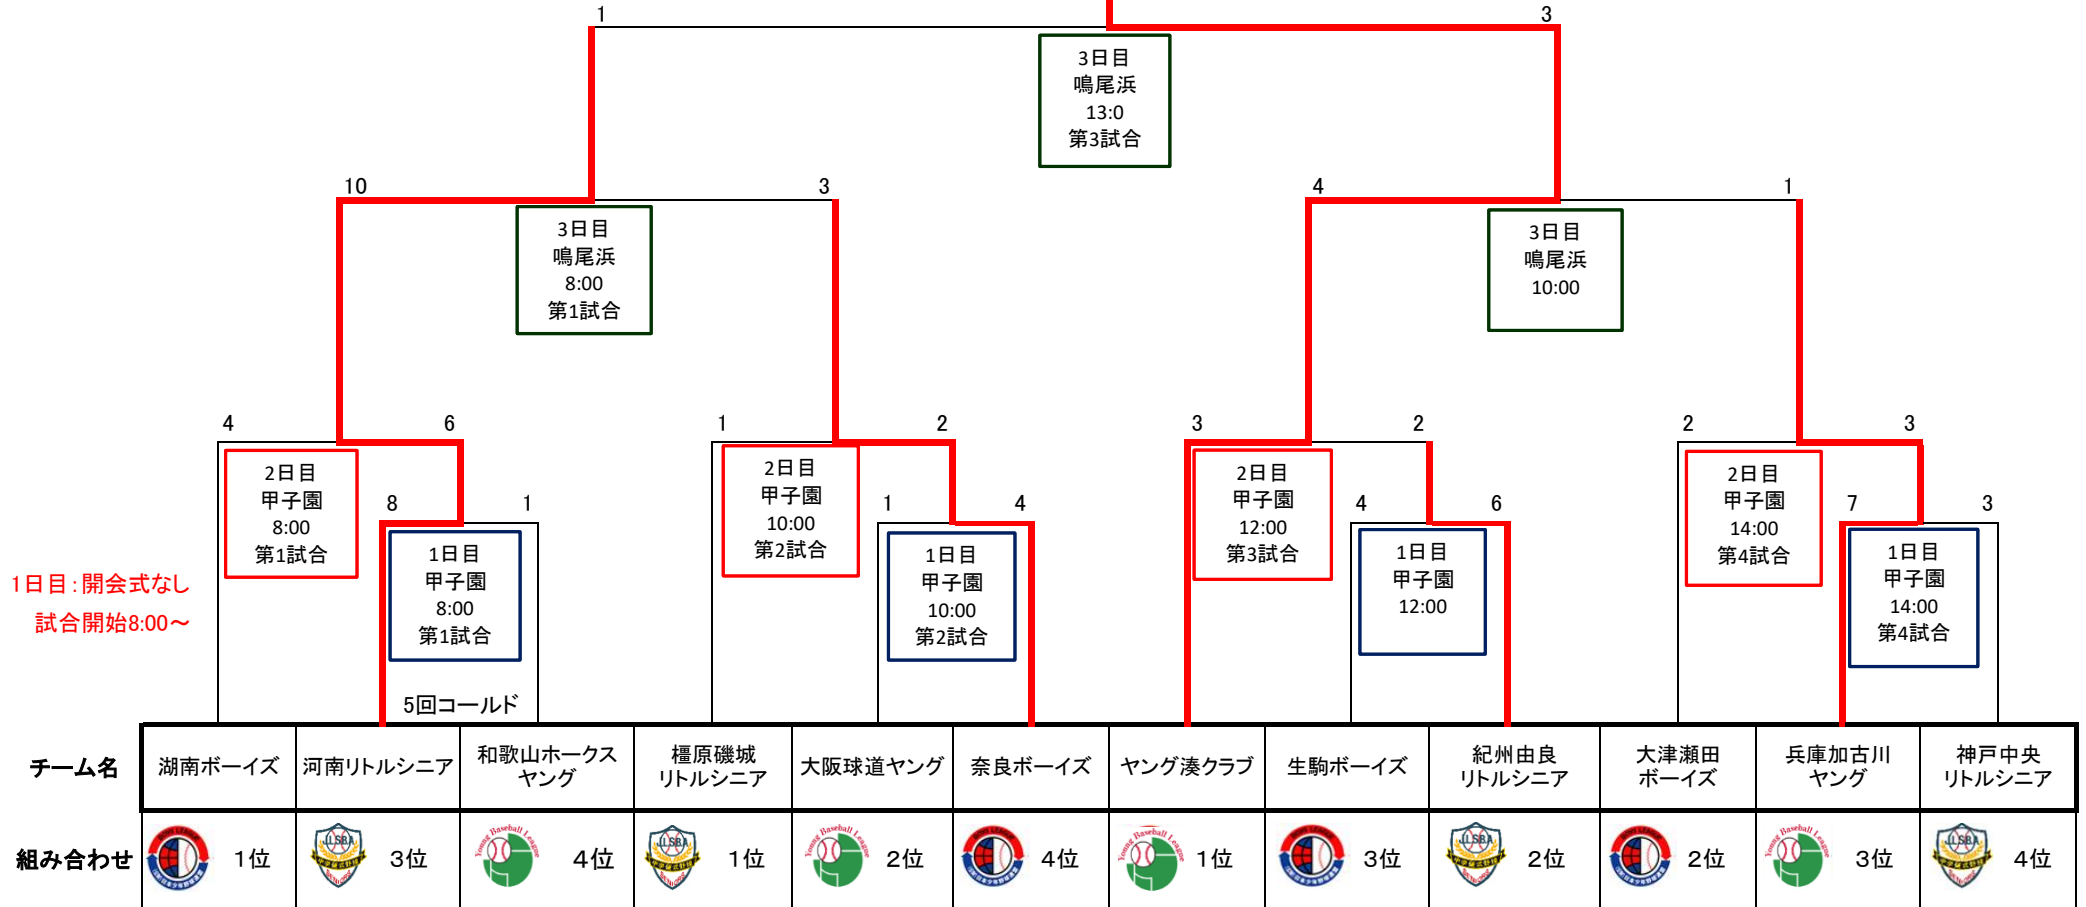 1
3
3日目
鳴尾浜
13:0
第3試合
10
3
4
1
3日目
鳴尾浜
8:00
第1試合
3日目
鳴尾浜
10:00
4
6
1
2
3
2
2
3
2日目
甲子園
8:00
第1試合
2日目
甲子園
10:00
第2試合
2日目
甲子園
12:00
第3試合
2日目
甲子園
14:00
第4試合
8
1
1
4
4
6
7
3
1日目
甲子園
8:00
第1試合
1日目
甲子園
10:00
第2試合
1日目
甲子園
12:00
1日目
甲子園
14:00
第4試合
1日目：開会式なし
試合開始8:00～
5回コールド
チーム名
湖南ボーイズ
河南リトルシニア
和歌山ホークス
ヤング
橿原磯城
リトルシニア
大阪球道ヤング
奈良ボーイズ
ヤング湊クラブ
生駒ボーイズ
紀州由良
リトルシニア
大津瀬田
ボーイズ
兵庫加古川
ヤング
神戸中央
リトルシニア
組み合わせ
1位
3位
Young Baseball League
4位
1位
Young Baseball League
2位
4位
Baseball League
1位
3位
2位
2位
Young Baseball League
3位
4位